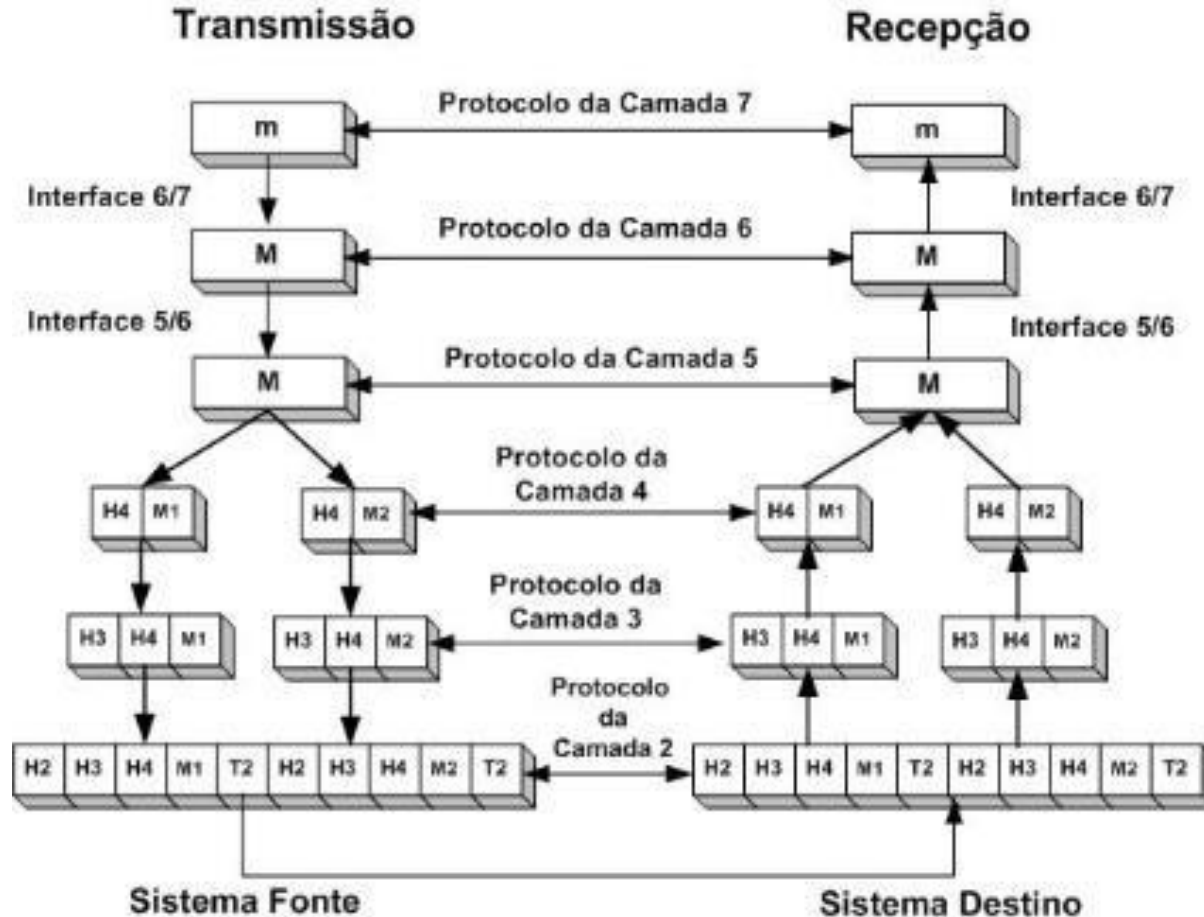 Transmissão
Recepção
Protocolo da Camada 7
m
m
Interface 6/7
Interface 6/7
Protocolo da Camada 6
M
M
Interface 5/6
Interface 5/6
Protocolo da Camada 5
M
M
Protocolo da
Camada 4
H4 M1
H4 M2
H4 M1
H4 M2
Protocolo da
Camada 3
H3 H4 M1
H3 H4 M2
H3 H4 M1
H3 H4 M2
Protocolo
da
Camada 2
H2 H3 H4 M1 T2 H2 H3 H4 M2 T2
H2 H3 H4 M1 T2 H2 H3 H4 M2 T2
Sistema Fonte
Sistema Destino